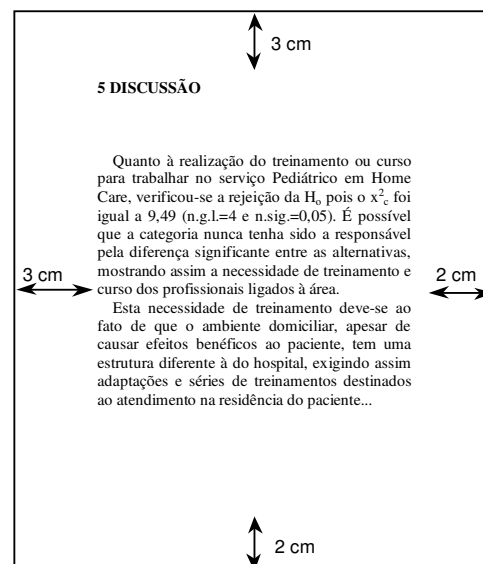 3 cm
5 DISCUSSÃO
Quanto à realização do treinamento ou curso
para trabalhar no serviço Pediátrico em Home
Care, verificou-se a rejeição da Hₒ pois o x²c foi
igual a 9,49 (n.g.l.=4 e n.sig.=0,05). É possível
que a categoria nunca tenha sido a responsável
pela diferença significante entre as alternativas,
mostrando assim a necessidade de treinamento e
curso dos profissionais ligados à área.
3 cm
2 cm
Esta necessidade de treinamento deve-se ao
fato de que o ambiente domiciliar, apesar de
causar efeitos benéficos ao paciente, tem uma
estrutura diferente à do hospital, exigindo assim
adaptações e séries de treinamentos destinados
ao atendimento na residência do paciente...
2 cm